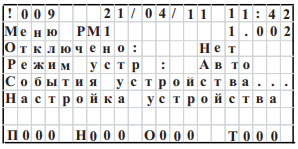 !009 21/04/11 11:42
Меню РМ1 1.002
Отключено: Нет
Режим устр : Авто
События устройства...
Настройка устройства
П000 Н000 О000 Т000